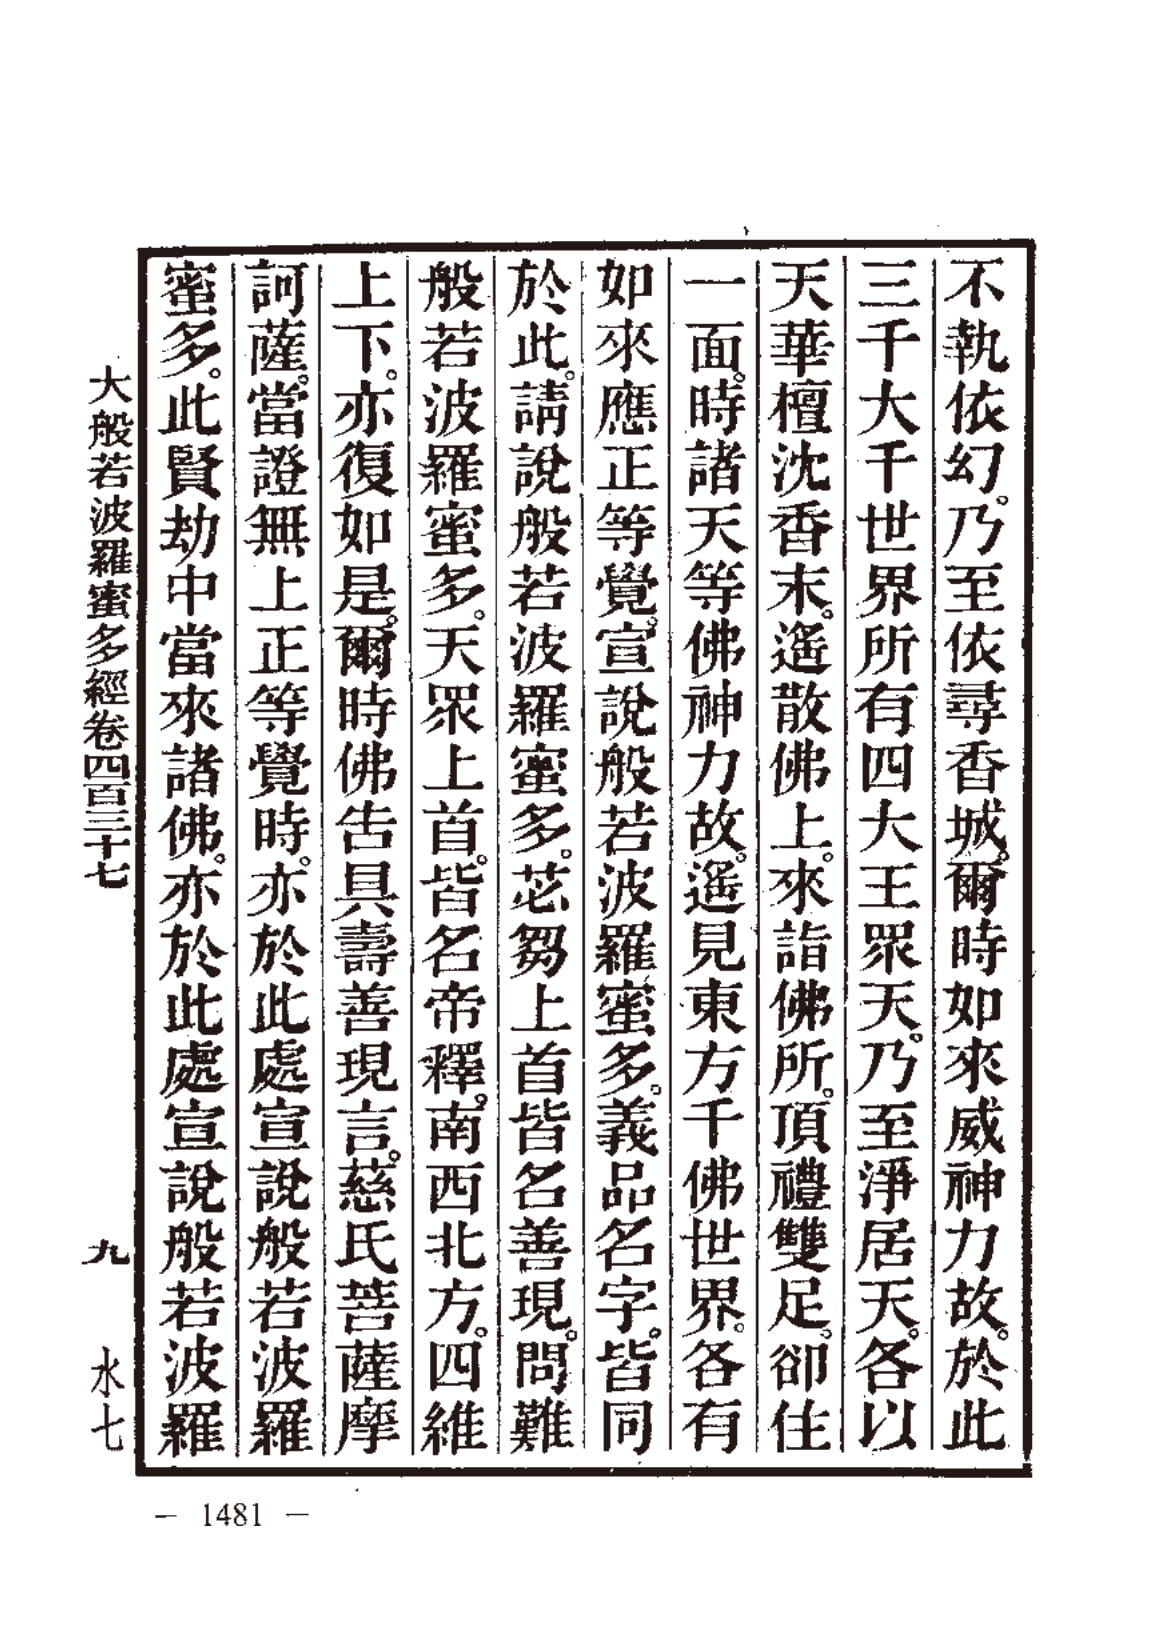 不執依幻。乃至依尋香城。爾時如來威神力故。於此
三千大千世界所有四大王眾天。乃至淨居天。各以
天華檀沈香末。遙散佛上。來詣佛所。頂禮雙足。卻住
一面。時諸天等佛神力故。遙見東方千佛世界。各有
如來應正等覺。宣說般若波羅蜜多。義品名字。皆同
於此。請說般若波羅蜜多。苾芻上首皆名善現。問難
般若波羅蜜多。天眾上首。皆名帝釋。南西北方。四維
上下。亦復如是。爾時佛告具壽善現言。慈氏菩薩摩
訶薩。當證無上正等覺時。亦於此處宣說般若波羅
蜜多。此賢劫中當來諸佛。亦於此處宣說般若波羅
大般若波羅蜜多經卷四百三十七 九 水七
— 1481 —